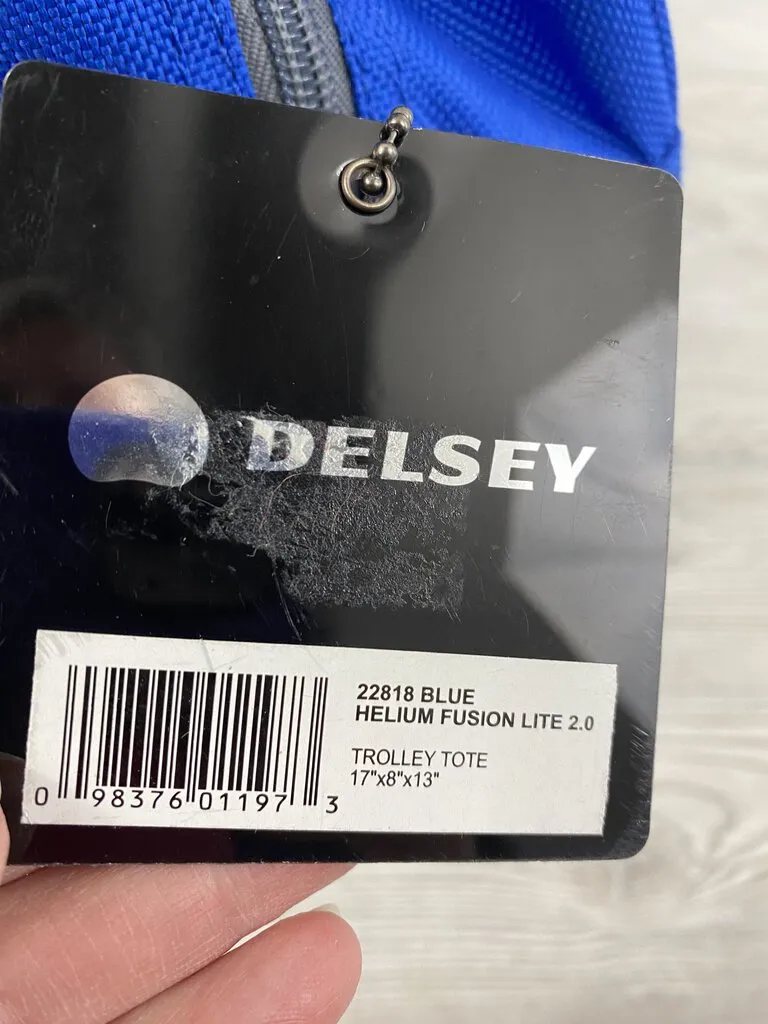 DELSEY
22818 BLUE
HELIUM FUSION LITE 2.0
TROLLEY TOTE
17"x8"x13"
0 98376 01197 3